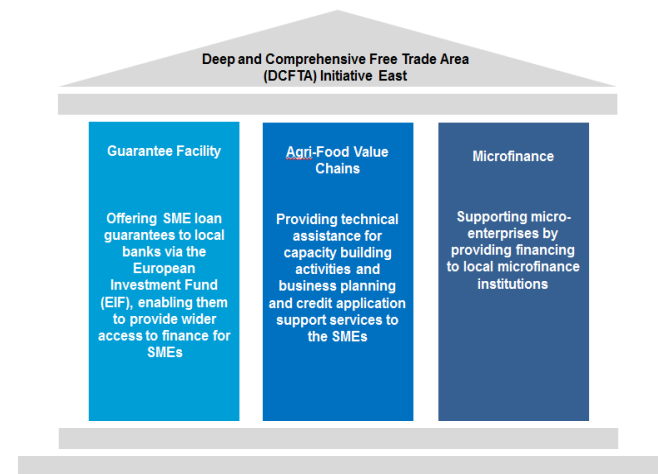 Deep and Comprehensive Free Trade Area
(DCFTA) Initiative East
Guarantee Facility
Offering SME loan
guarantees to local
banks via the
European
Investment Fund
(EIF), enabling them
to provide wider
access to finance for
SMEs
Agri-Food Value
Chains
Providing technical
assistance for
capacity building
activities and
business planning
and credit application
support services to
the SMEs
Microfinance
Supporting micro-
enterprises by
providing financing
to local microfinance
institutions